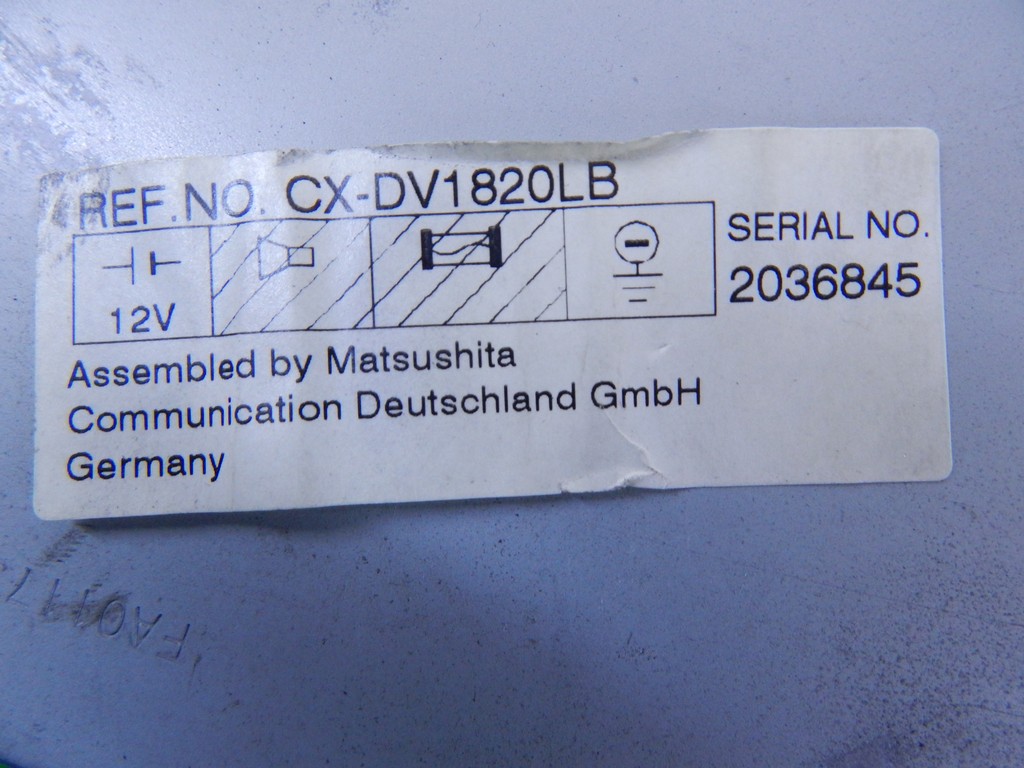 REF.NO. CX-DV1820LB
12V
SERIAL NO.
2036845
Assembled by Matsushita
Communication Deutschland GmbH
Germany